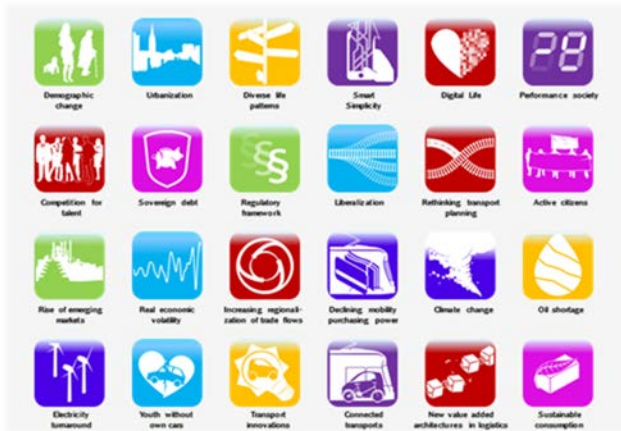 Demographic
change
Urbanization
Diverse life
patterns
Smart
Simplicity
Digital Life
Performance society
Competition for
talent
Sovereign debt
Regulatory
framework
Liberalization
Rethinking transport
planning
Active citizens
Rise of emerging
markets
Real economic
volatility
Increasing regionali-
zation of trade flows
Declining mobility
purchasing power
Climate change
Oil shortage
Electricity
turnaround
Youth without
own cars
Transport
innovations
Connected
transports
New value added
architectures in logistics
Sustainable
consumption